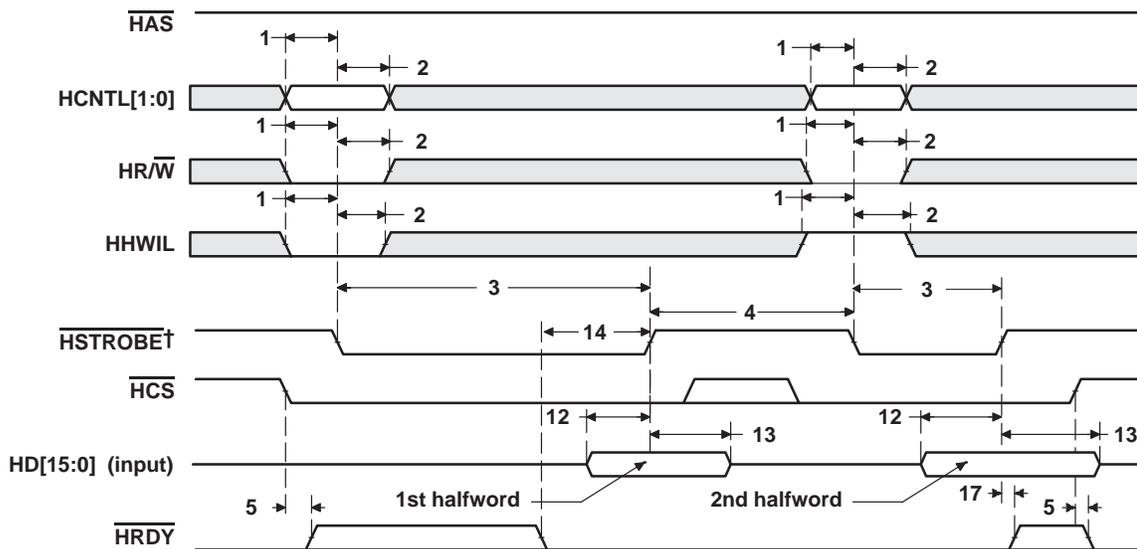 HAS
1
1
2
2
HCNTL[1:0]
1
1
2
2
HR/W
1
1
2
2
HHWIL
3
3
4
HSTROBE†
14
HCS
12
12
13
13
HD[15:0] (input)
1st halfword
2nd halfword
17
5
5
HRDY